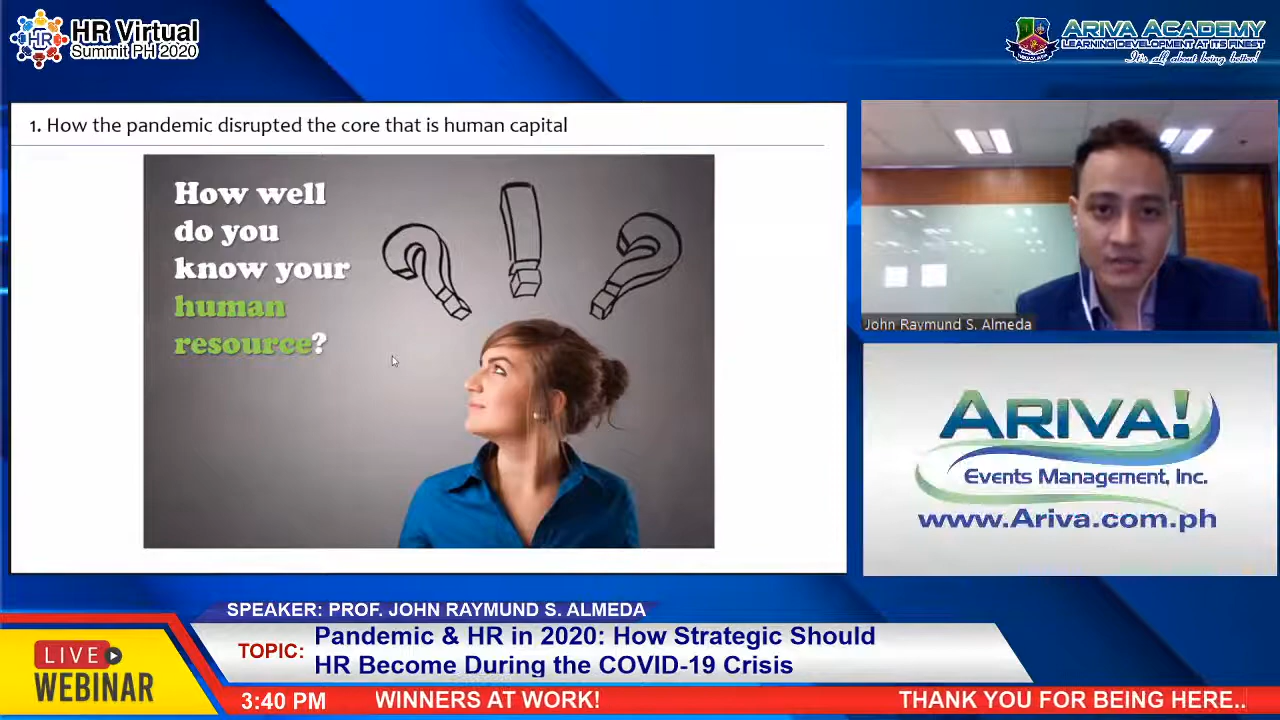 HR
HR Virtual
Summit PH 2020
ARIVA ACADEMY
LEARNING DEVELOPMENT AT ITS FINEST
It's all about being better!
1. How the pandemic disrupted the core that is human capital
How well
do you
know your
human
resource?
John Raymund S. Almeda
ARIVA!
Events Management, Inc.
www.Ariva.com.ph
SPEAKER: PROF. JOHN RAYMUND S. ALMEDA
TOPIC:
Pandemic & HR in 2020: How Strategic Should
HR Become During the COVID-19 Crisis
LIVE
WEBINAR
3:40 PM
WINNERS AT WORK!
THANK YOU FOR BEING HERE..